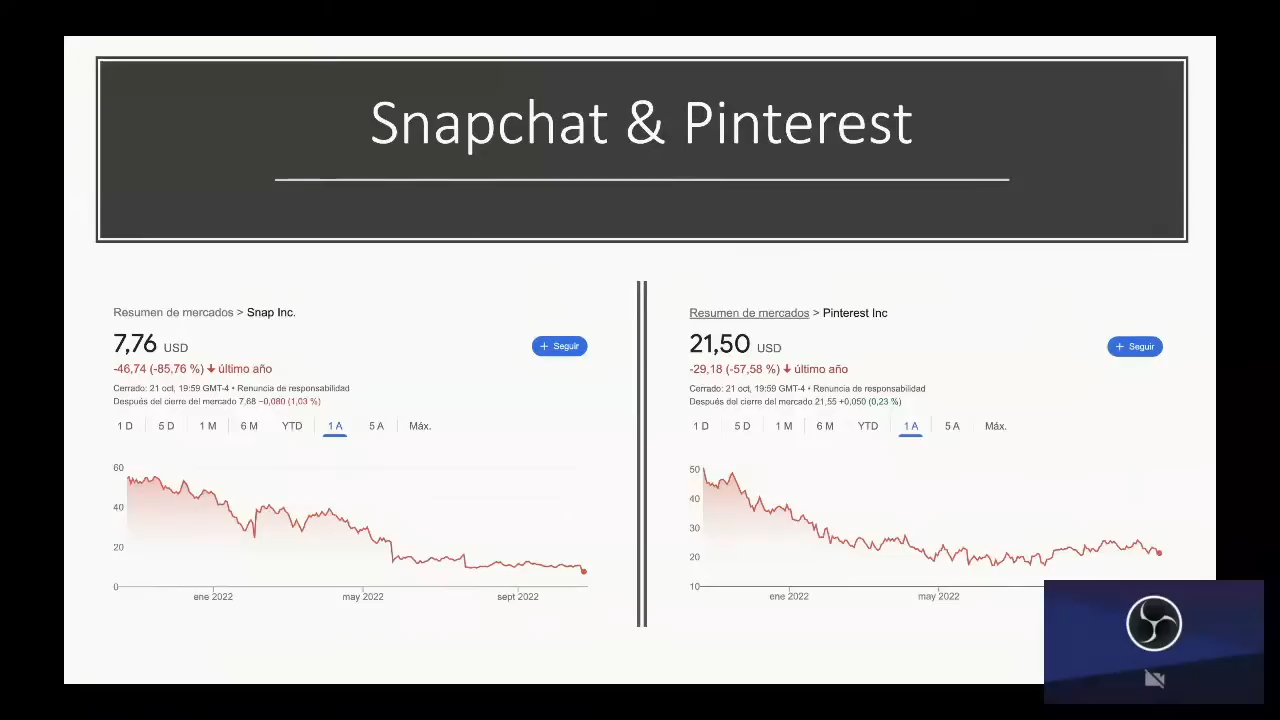 Snapchat & Pinterest
Resumen de mercados > Snap Inc.
7,76 USD
+ Seguir
-46,74 (-85,76 %) ↓ último año
Cerrado: 21 oct, 19:59 GMT-4 • Renuncia de responsabilidad
Después del cierre del mercado 7,68 −0,080 (1,03 %)
1 D 5 D 1 M 6 M YTD 1 A 5 A Máx.
60
40
20
0
ene 2022 may 2022 sept 2022
Resumen de mercados > Pinterest Inc
21,50 USD
+ Seguir
-29,18 (-57,58 %) ↓ último año
Cerrado: 21 oct, 19:59 GMT-4 • Renuncia de responsabilidad
Después del cierre del mercado 21,55 +0,050 (0,23 %)
1 D 5 D 1 M 6 M YTD 1 A 5 A Máx.
50
40
30
20
10
ene 2022 may 2022